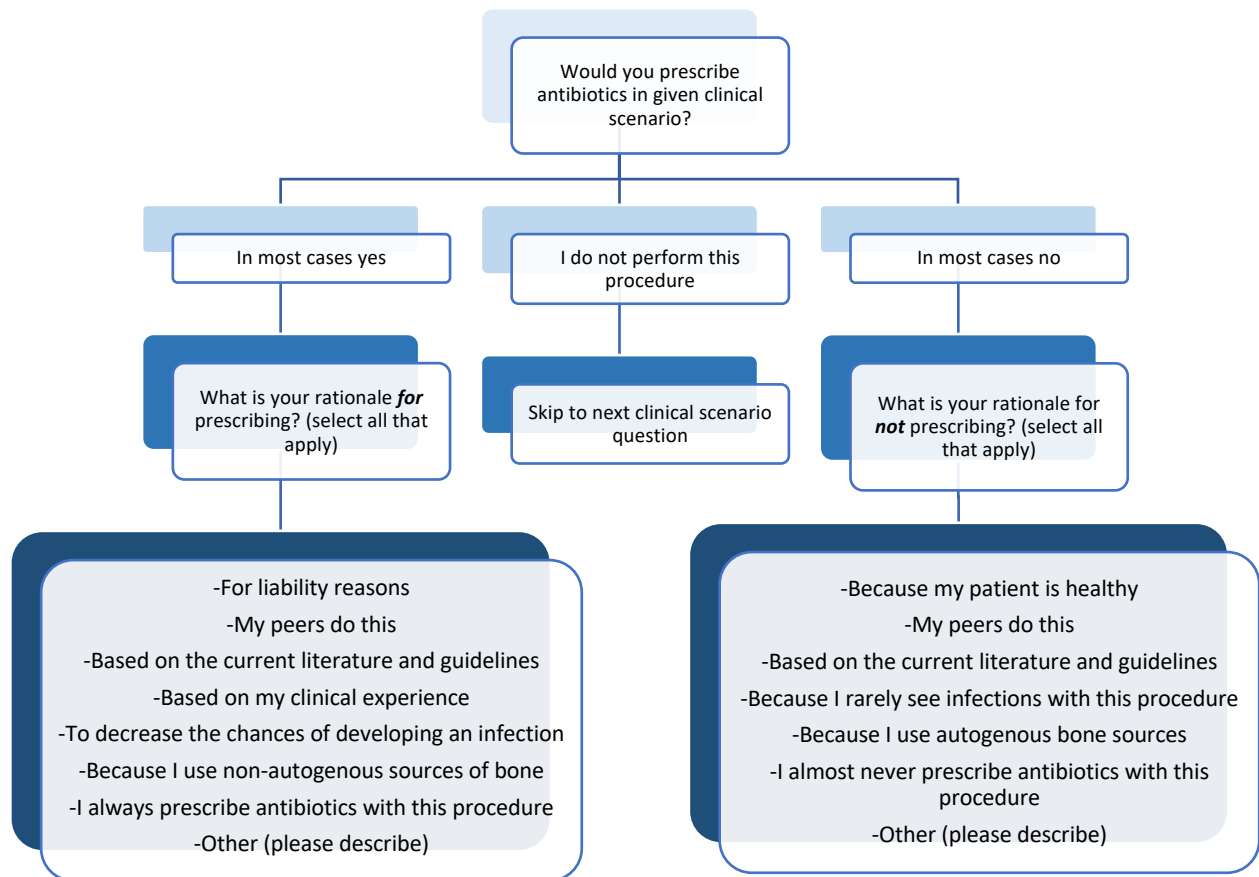 Would you prescribe
antibiotics in given clinical
scenario?
In most cases yes
I do not perform this
procedure
In most cases no
What is your rationale for
prescribing? (select all that
apply)
Skip to next clinical scenario
question
What is your rationale for
not prescribing? (select all
that apply)
-For liability reasons
-My peers do this
-Based on the current literature and guidelines
-Based on my clinical experience
-To decrease the chances of developing an infection
-Because I use non-autogenous sources of bone
-I always prescribe antibiotics with this procedure
-Other (please describe)
-Because my patient is healthy
-My peers do this
-Based on the current literature and guidelines
-Because I rarely see infections with this procedure
-Because I use autogenous bone sources
-I almost never prescribe antibiotics with this
procedure
-Other (please describe)